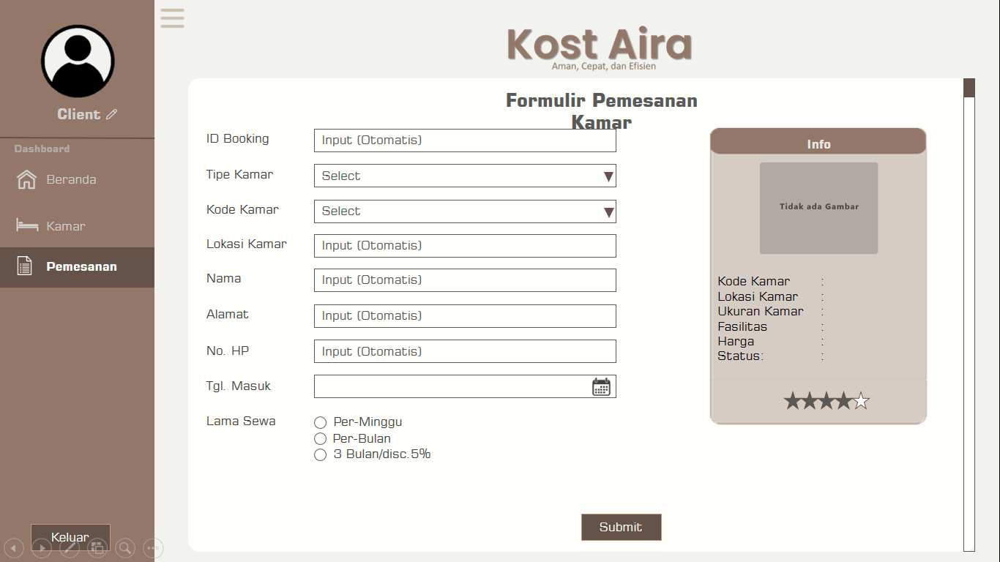 Kost Aira
Aman, Cepat, dan Efisien
Client
Dashboard
Beranda
Kamar
Pemesanan
Keluar
Formulir Pemesanan
Kamar
ID Booking
Input (Otomatis)
Tipe Kamar
Select
Kode Kamar
Select
Lokasi Kamar
Input (Otomatis)
Nama
Input (Otomatis)
Alamat
Input (Otomatis)
No. HP
Input (Otomatis)
Tgl. Masuk
Lama Sewa
Per-Minggu
Per-Bulan
3 Bulan/disc.5%
Submit
Info
Tidak ada Gambar
Kode Kamar :
Lokasi Kamar :
Ukuran Kamar :
Fasilitas :
Harga :
Status: :